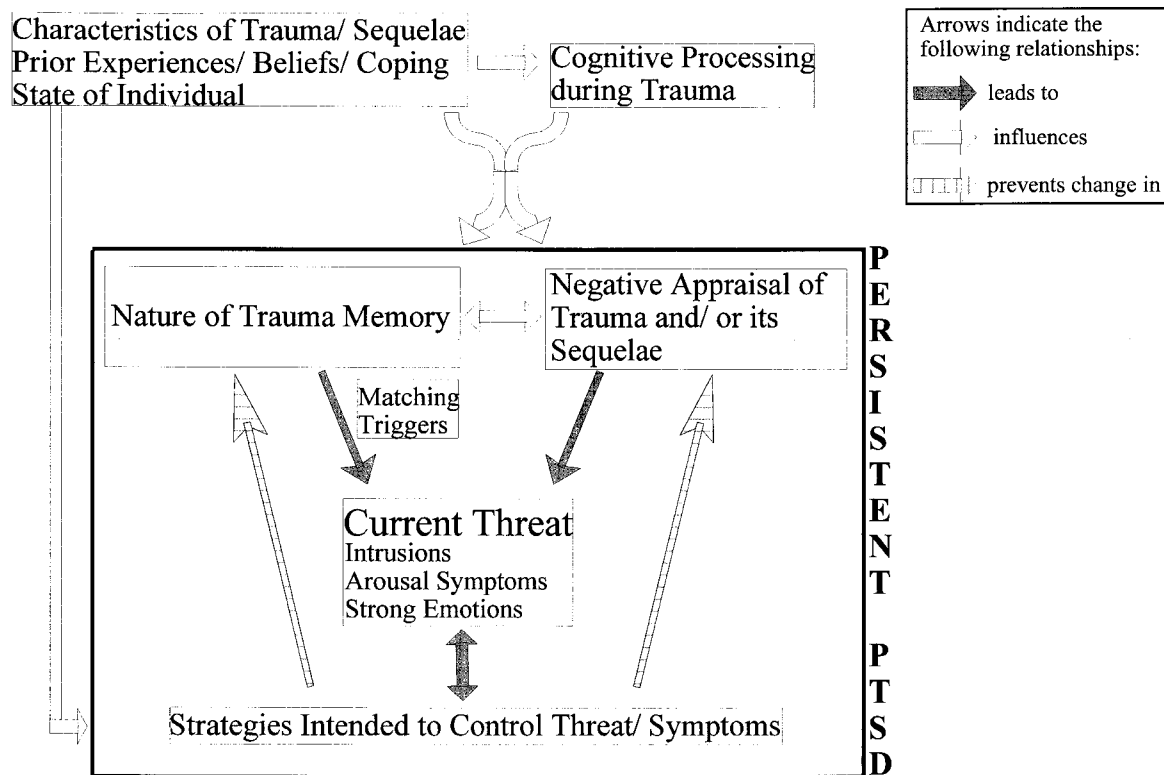 Characteristics of Trauma/ Sequelae
Prior Experiences/ Beliefs/ Coping
State of Individual
Cognitive Processing
during Trauma
Arrows indicate the
following relationships:
leads to
influences
prevents change in
Nature of Trauma Memory
Negative Appraisal of
Trauma and/ or its
Sequelae
Matching
Triggers
Current Threat
Intrusions
Arousal Symptoms
Strong Emotions
Strategies Intended to Control Threat/ Symptoms
PERSISTENT PTSD